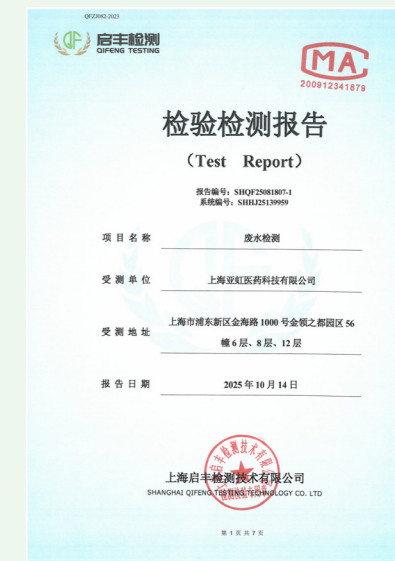 QFZJ082-2023
QF
启丰检测
QIFENG TESTING
MA
200912341879
检验检测报告
（Test Report）
报告编号：SHQF25081807-1
系统编号：SHHJ25139959
项目名称 废水检测
受测单位 上海亚虹医药科技有限公司
受测地址 上海市浦东新区金海路 1000 号金领之都园区 56
幢 6 层、8 层、12 层
报告日期 2025 年 10 月 14 日
上海启丰检测技术有限公司
SHANGHAI QIFENG TESTING TECHNOLOGY CO. LTD
第 1 页 共 7 页